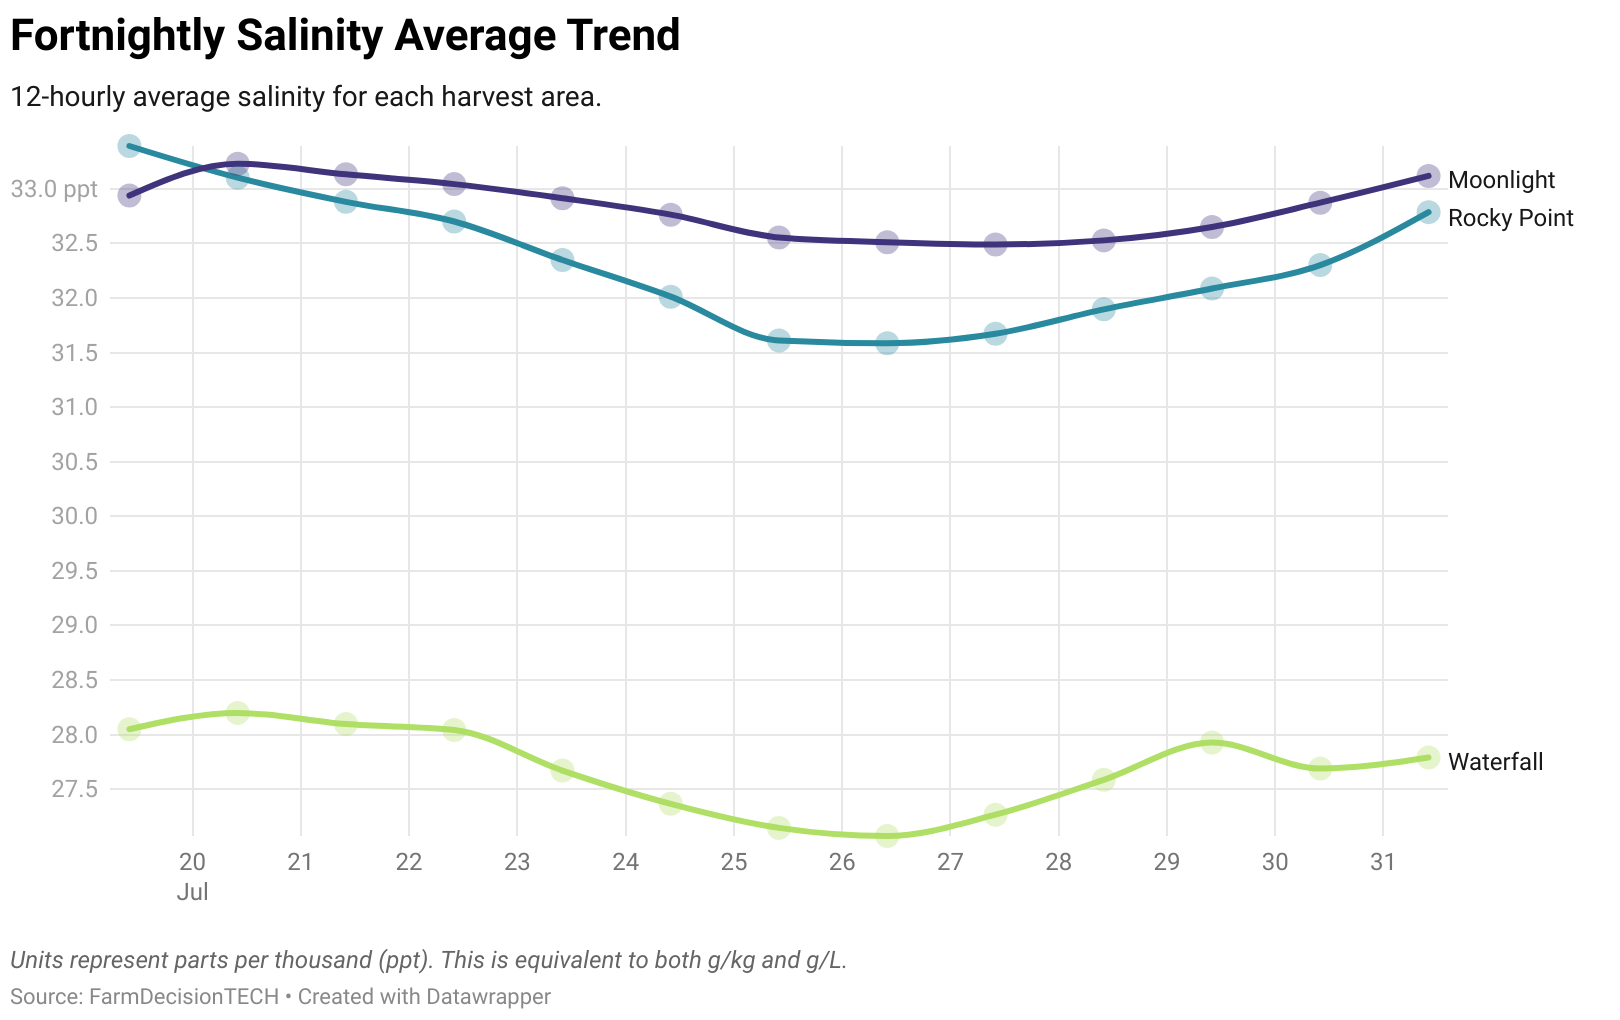 Fortnightly Salinity Average Trend
12-hourly average salinity for each harvest area.
33.0 ppt
32.5
32.0
31.5
31.0
30.5
30.0
29.5
29.0
28.5
28.0
27.5
Moonlight
Rocky Point
Waterfall
20 21 22 23 24 25 26 27 28 29 30 31
Jul
Units represent parts per thousand (ppt). This is equivalent to both g/kg and g/L.
Source: FarmDecisionTECH • Created with Datawrapper